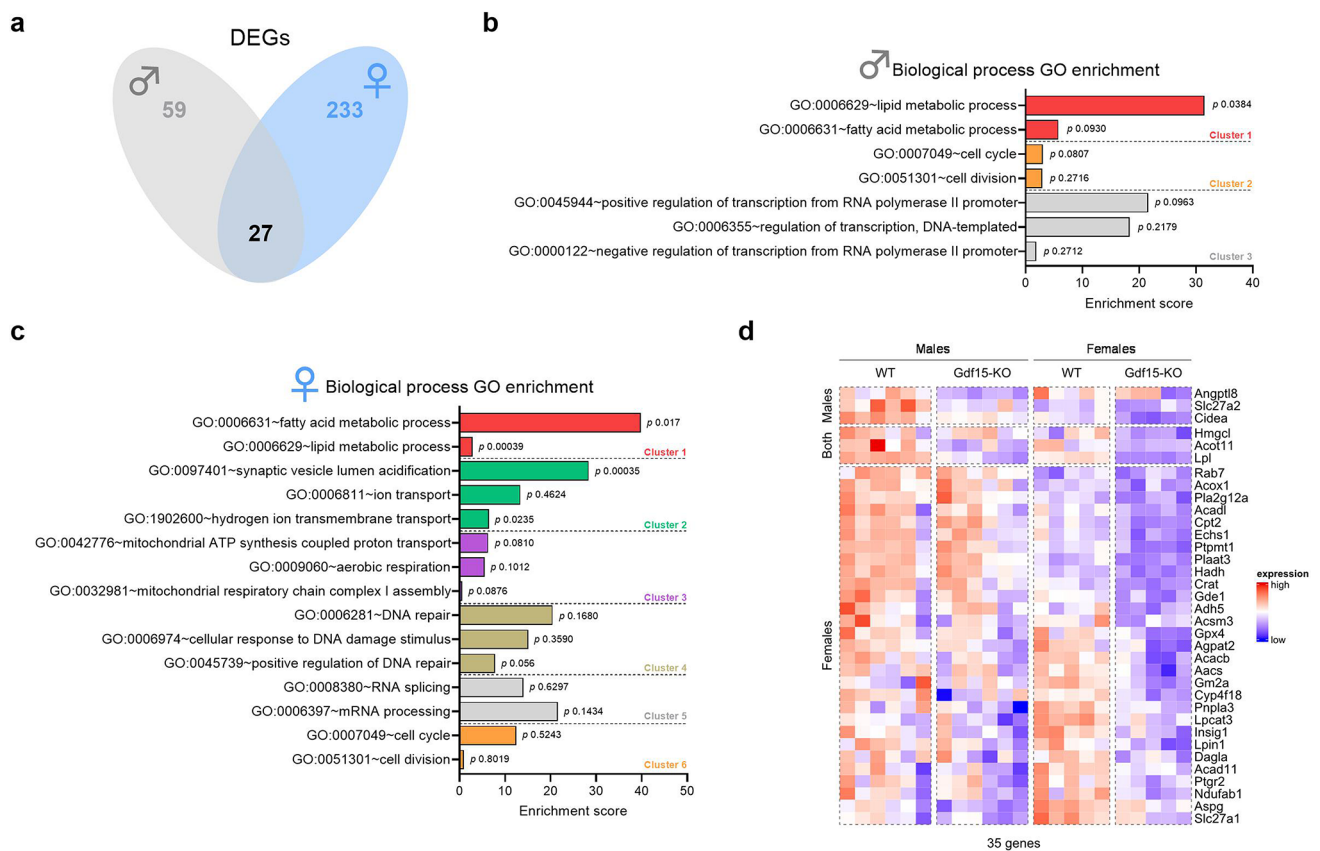 a
DEGs
♂
59
♀
233
27
b
♂ Biological process GO enrichment
GO:0006629~lipid metabolic process
p 0.0384
GO:0006631~fatty acid metabolic process
p 0.0930
Cluster 1
GO:0007049~cell cycle
p 0.0807
GO:0051301~cell division
p 0.2716
Cluster 2
GO:0045944~positive regulation of transcription from RNA polymerase II promoter
p 0.0963
GO:0006355~regulation of transcription, DNA-templated
p 0.2179
GO:0000122~negative regulation of transcription from RNA polymerase II promoter
p 0.2712
Cluster 3
0 10 20 30 40
Enrichment score
c
♀ Biological process GO enrichment
GO:0006631~fatty acid metabolic process
p 0.017
GO:0006629~lipid metabolic process
p 0.00039
Cluster 1
GO:0097401~synaptic vesicle lumen acidification
p 0.00035
GO:0006811~ion transport
p 0.4624
GO:1902600~hydrogen ion transmembrane transport
p 0.0235
Cluster 2
GO:0042776~mitochondrial ATP synthesis coupled proton transport
p 0.0810
GO:0009060~aerobic respiration
p 0.1012
GO:0032981~mitochondrial respiratory chain complex I assembly
p 0.0876
Cluster 3
GO:0006281~DNA repair
p 0.1680
GO:0006974~cellular response to DNA damage stimulus
p 0.3590
GO:0045739~positive regulation of DNA repair
p 0.056
Cluster 4
GO:0008380~RNA splicing
p 0.6297
GO:0006397~mRNA processing
p 0.1434
Cluster 5
GO:0007049~cell cycle
p 0.5243
GO:0051301~cell division
p 0.8019
Cluster 6
0 10 20 30 40 50
Enrichment score
d
Males Females
WT Gdf15-KO WT Gdf15-KO
Males
Both
Females
Angptl8
Slc27a2
Cidea
Hmgcl
Acot11
Lpl
Rab7
Acox1
Pla2g12a
Acadl
Cpt2
Echs1
Ptpmt1
Plaat3
Hadh
Crat
Gde1
Adh5
Acsm3
Gpx4
Agpat2
Acacb
Aacs
Gm2a
Cyp4f18
Pnpla3
Lpcat3
Insig1
Lpin1
Dagla
Acad11
Ptgr2
Ndufab1
Aspg
Slc27a1
expression
high
low
35 genes